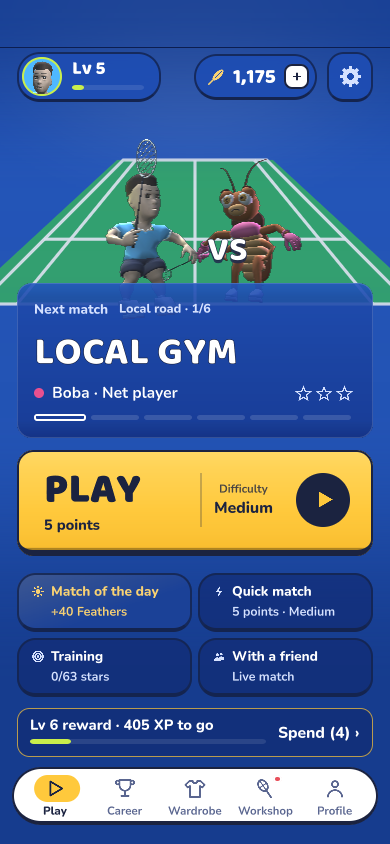 Lv 5
1,175
+
VS
Next match Local road · 1/6
LOCAL GYM
Boba · Net player
PLAY
5 points
Difficulty
Medium
Match of the day
+40 Feathers
Quick match
5 points · Medium
Training
0/63 stars
With a friend
Live match
Lv 6 reward · 405 XP to go
Spend (4) ›
Play
Career
Wardrobe
Workshop
Profile